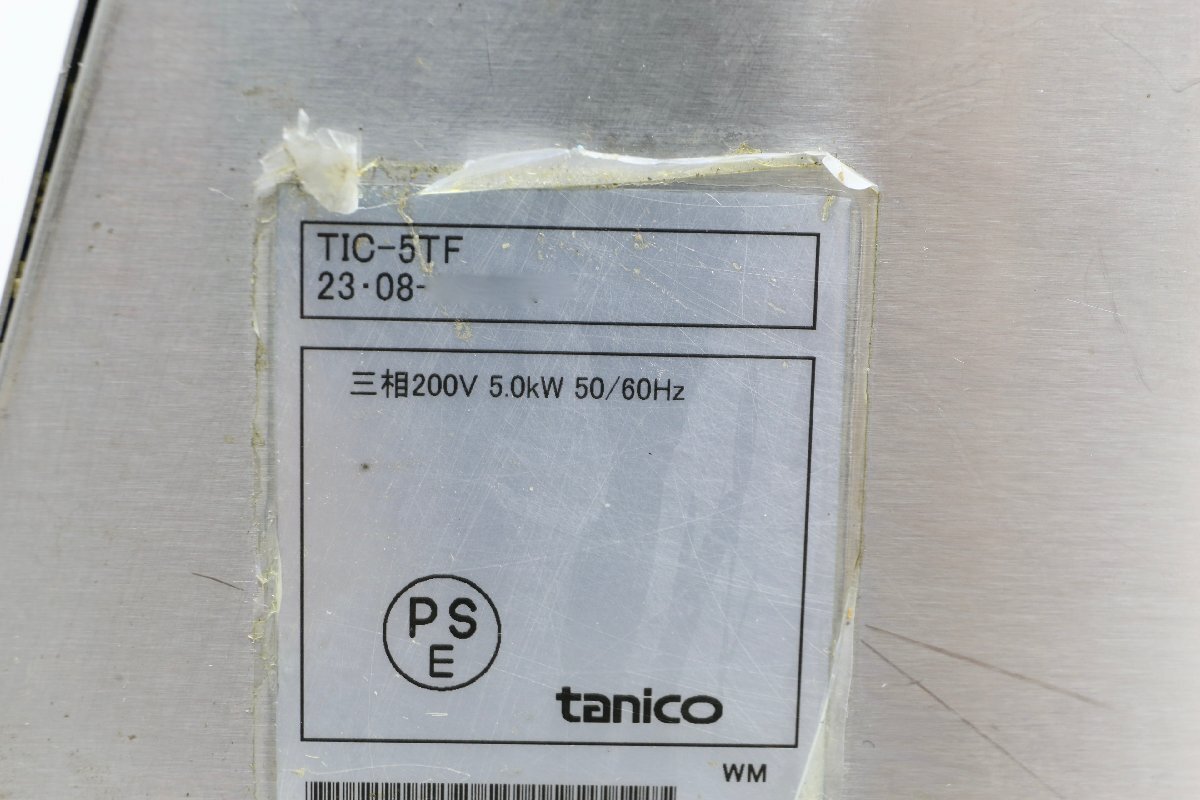 TIC-5TF
23・08-
三相200V 5.0kW 50/60Hz
PS
E
tanico
WM